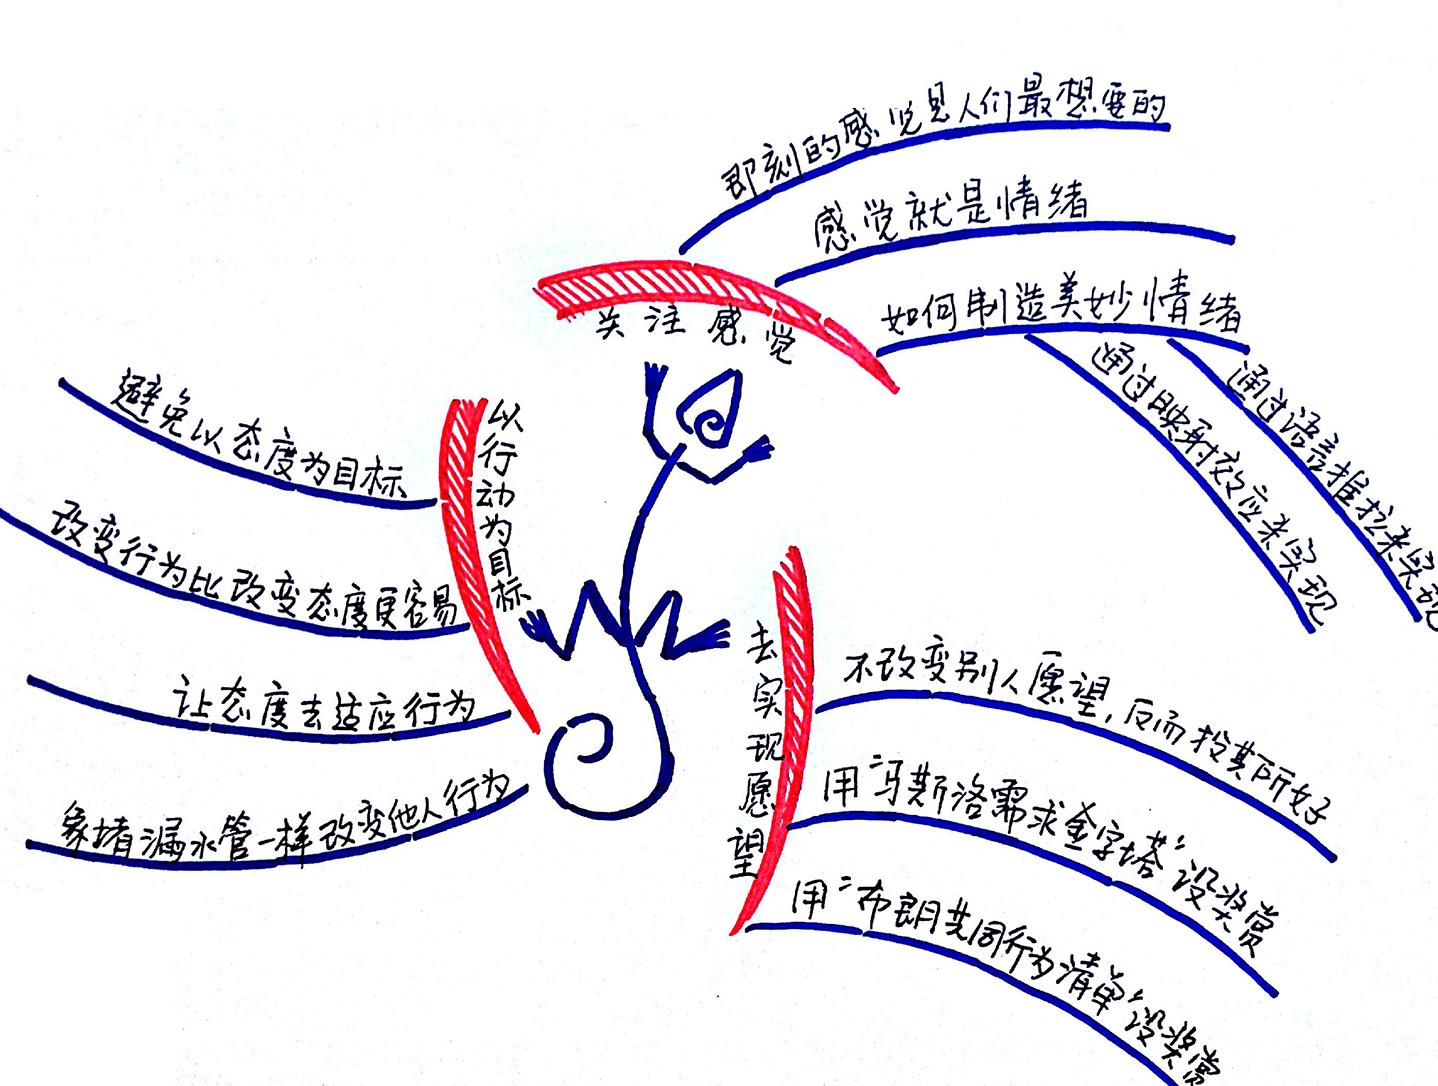 关注感觉
即刻的感觉是人们最想要的
感觉就是情绪
如何制造美妙情绪
通过映射效应来实现
通过语言推拉来实现
去实现愿望
不改变别人愿望,反而投其所好
用“马斯洛需求金字塔”设奖赏
用“布朗共同行为清单”设奖赏
以行动为目标
避免以态度为目标
改变行为比改变态度更容易
让态度去适应行为
象堵漏水管一样改变他人行为